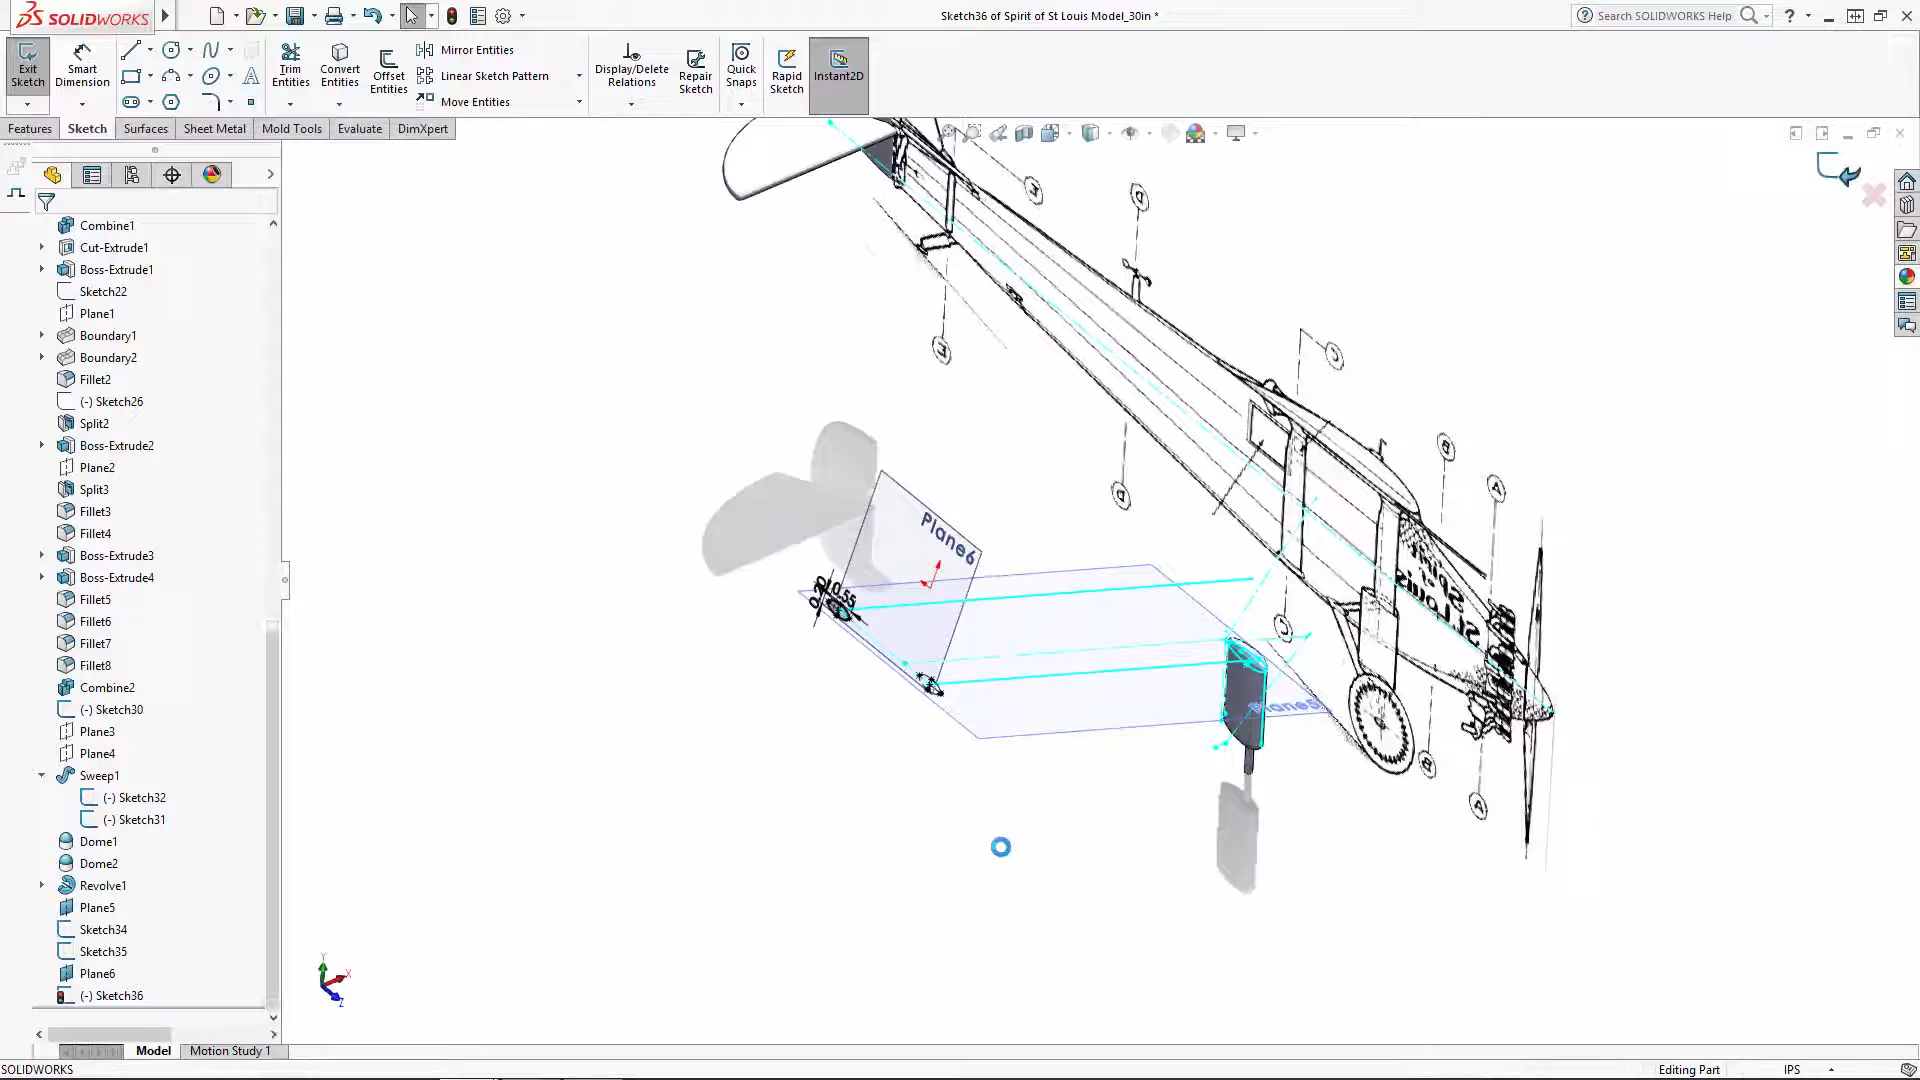 SOLIDWORKS
Sketch36 of Spirit of St Louis Model_30in *
Search SOLIDWORKS Help
Exit Sketch
Smart Dimension
Trim Entities
Convert Entities
Offset Entities
Mirror Entities
Linear Sketch Pattern
Move Entities
Display/Delete Relations
Repair Sketch
Quick Snaps
Rapid Sketch
Instant2D
Features
Sketch
Surfaces
Sheet Metal
Mold Tools
Evaluate
DimXpert
Combine1
Cut-Extrude1
Boss-Extrude1
Sketch22
Plane1
Boundary1
Boundary2
Fillet2
(-) Sketch26
Split2
Boss-Extrude2
Plane2
Split3
Fillet3
Fillet4
Boss-Extrude3
Boss-Extrude4
Fillet5
Fillet6
Fillet7
Fillet8
Combine2
(-) Sketch30
Plane3
Plane4
Sweep1
(-) Sketch32
(-) Sketch31
Dome1
Dome2
Revolve1
Plane5
Sketch34
Sketch35
Plane6
(-) Sketch36
E
D
C
B
A
E
D
C
B
A
Spirit
of
St. Louis
Plane6
Plane5
Y
X
Z
Model
Motion Study 1
SOLIDWORKS
Editing Part
IPS